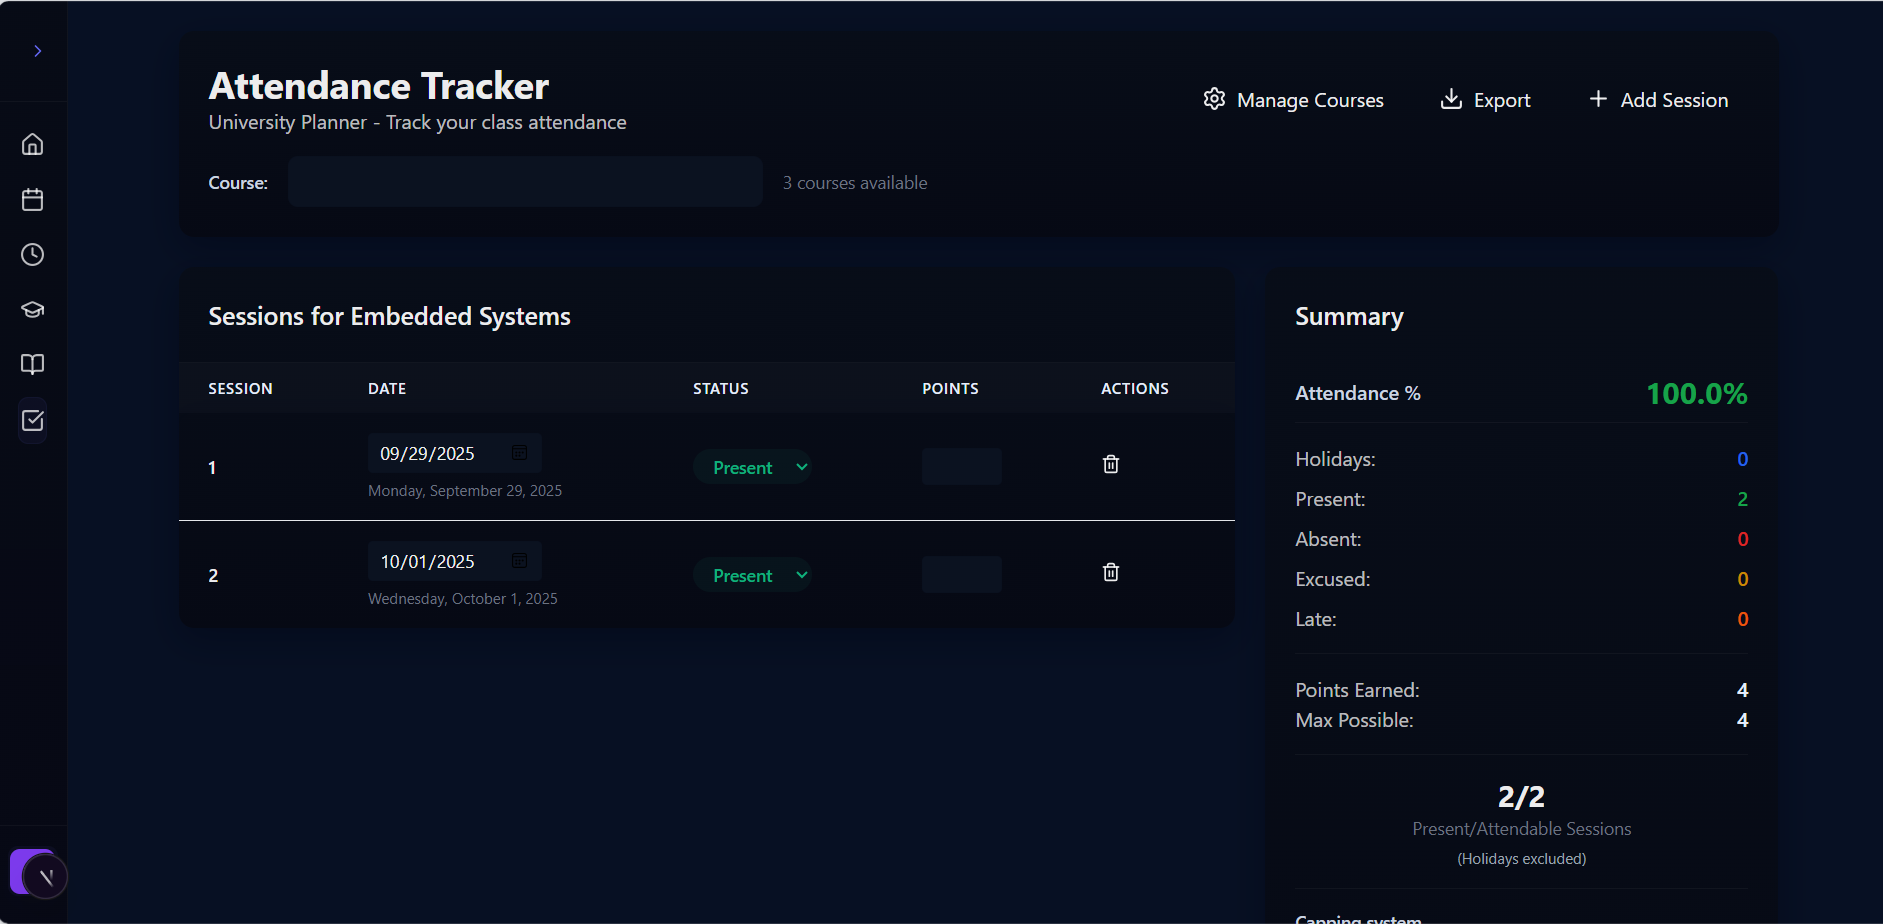 Attendance Tracker
University Planner - Track your class attendance
Manage Courses
Export
Add Session
Course:
3 courses available
Sessions for Embedded Systems
SESSION DATE STATUS POINTS ACTIONS
1 09/29/2025 Present
Monday, September 29, 2025
2 10/01/2025 Present
Wednesday, October 1, 2025
Summary
Attendance % 100.0%
Holidays: 0
Present: 2
Absent: 0
Excused: 0
Late: 0
Points Earned: 4
Max Possible: 4
2/2
Present/Attendable Sessions
(Holidays excluded)
Capping system